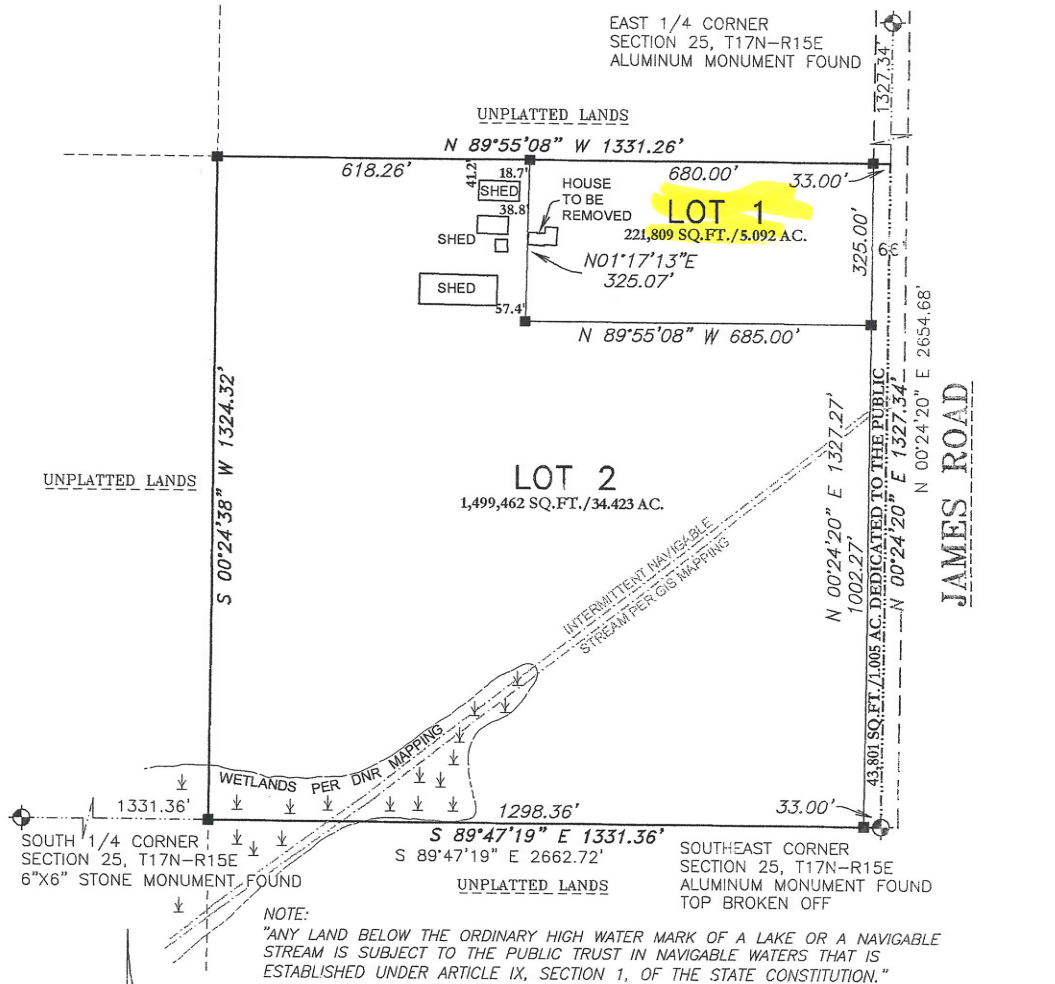 EAST 1/4 CORNER
SECTION 25, T17N-R15E
ALUMINUM MONUMENT FOUND
1327.34'
UNPLATTED LANDS
N 89°55'08" W 1331.26'
618.26'
680.00'
33.00'
41.2'
18.7'
SHED
38.8'
SHED
SHED
57.4'
HOUSE
TO BE
REMOVED
LOT 1
221,809 SQ.FT./5.092 AC.
N01°17'13"E
325.07'
325.00'
N 89°55'08" W 685.00'
N 00°24'20" E 2654.68'
JAMES ROAD
S 00°24'38" W 1324.32'
UNPLATTED LANDS
LOT 2
1,499,462 SQ.FT./34.423 AC.
N 00°24'20" E 1327.27'
1002.27'
43,801 SQ.FT./1.005 AC. DEDICATED TO THE PUBLIC
N 00°24'20" E 1327.34'
INTERMITTENT NAVIGABLE
STREAM PER GIS MAPPING
WETLANDS PER DNR MAPPING
1331.36'
1298.36'
33.00'
S 89°47'19" E 1331.36'
S 89°47'19" E 2662.72'
UNPLATTED LANDS
SOUTH 1/4 CORNER
SECTION 25, T17N-R15E
6"X6" STONE MONUMENT FOUND
SOUTHEAST CORNER
SECTION 25, T17N-R15E
ALUMINUM MONUMENT FOUND
TOP BROKEN OFF
NOTE:
"ANY LAND BELOW THE ORDINARY HIGH WATER MARK OF A LAKE OR A NAVIGABLE
STREAM IS SUBJECT TO THE PUBLIC TRUST IN NAVIGABLE WATERS THAT IS
ESTABLISHED UNDER ARTICLE IX, SECTION 1, OF THE STATE CONSTITUTION."